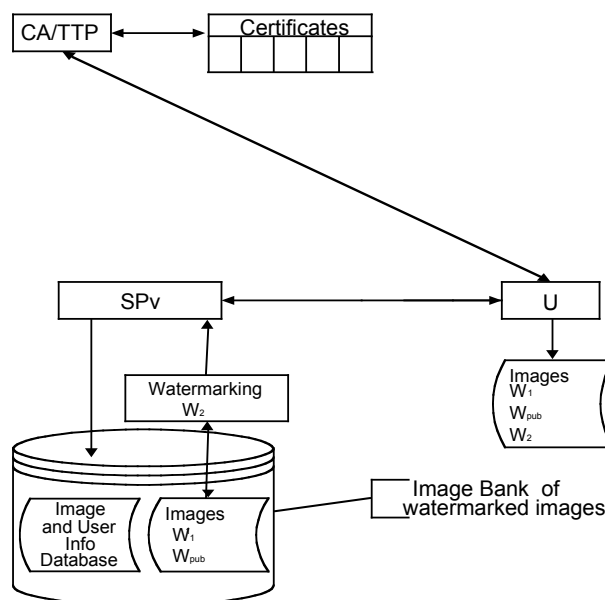 CA/TTP
Certificates
SPv
U
Watermarking
W₂
Images
W₁
Wpub
W₂
Image
and User
Info
Database
Images
W₁
Wpub
Image Bank of
watermarked images